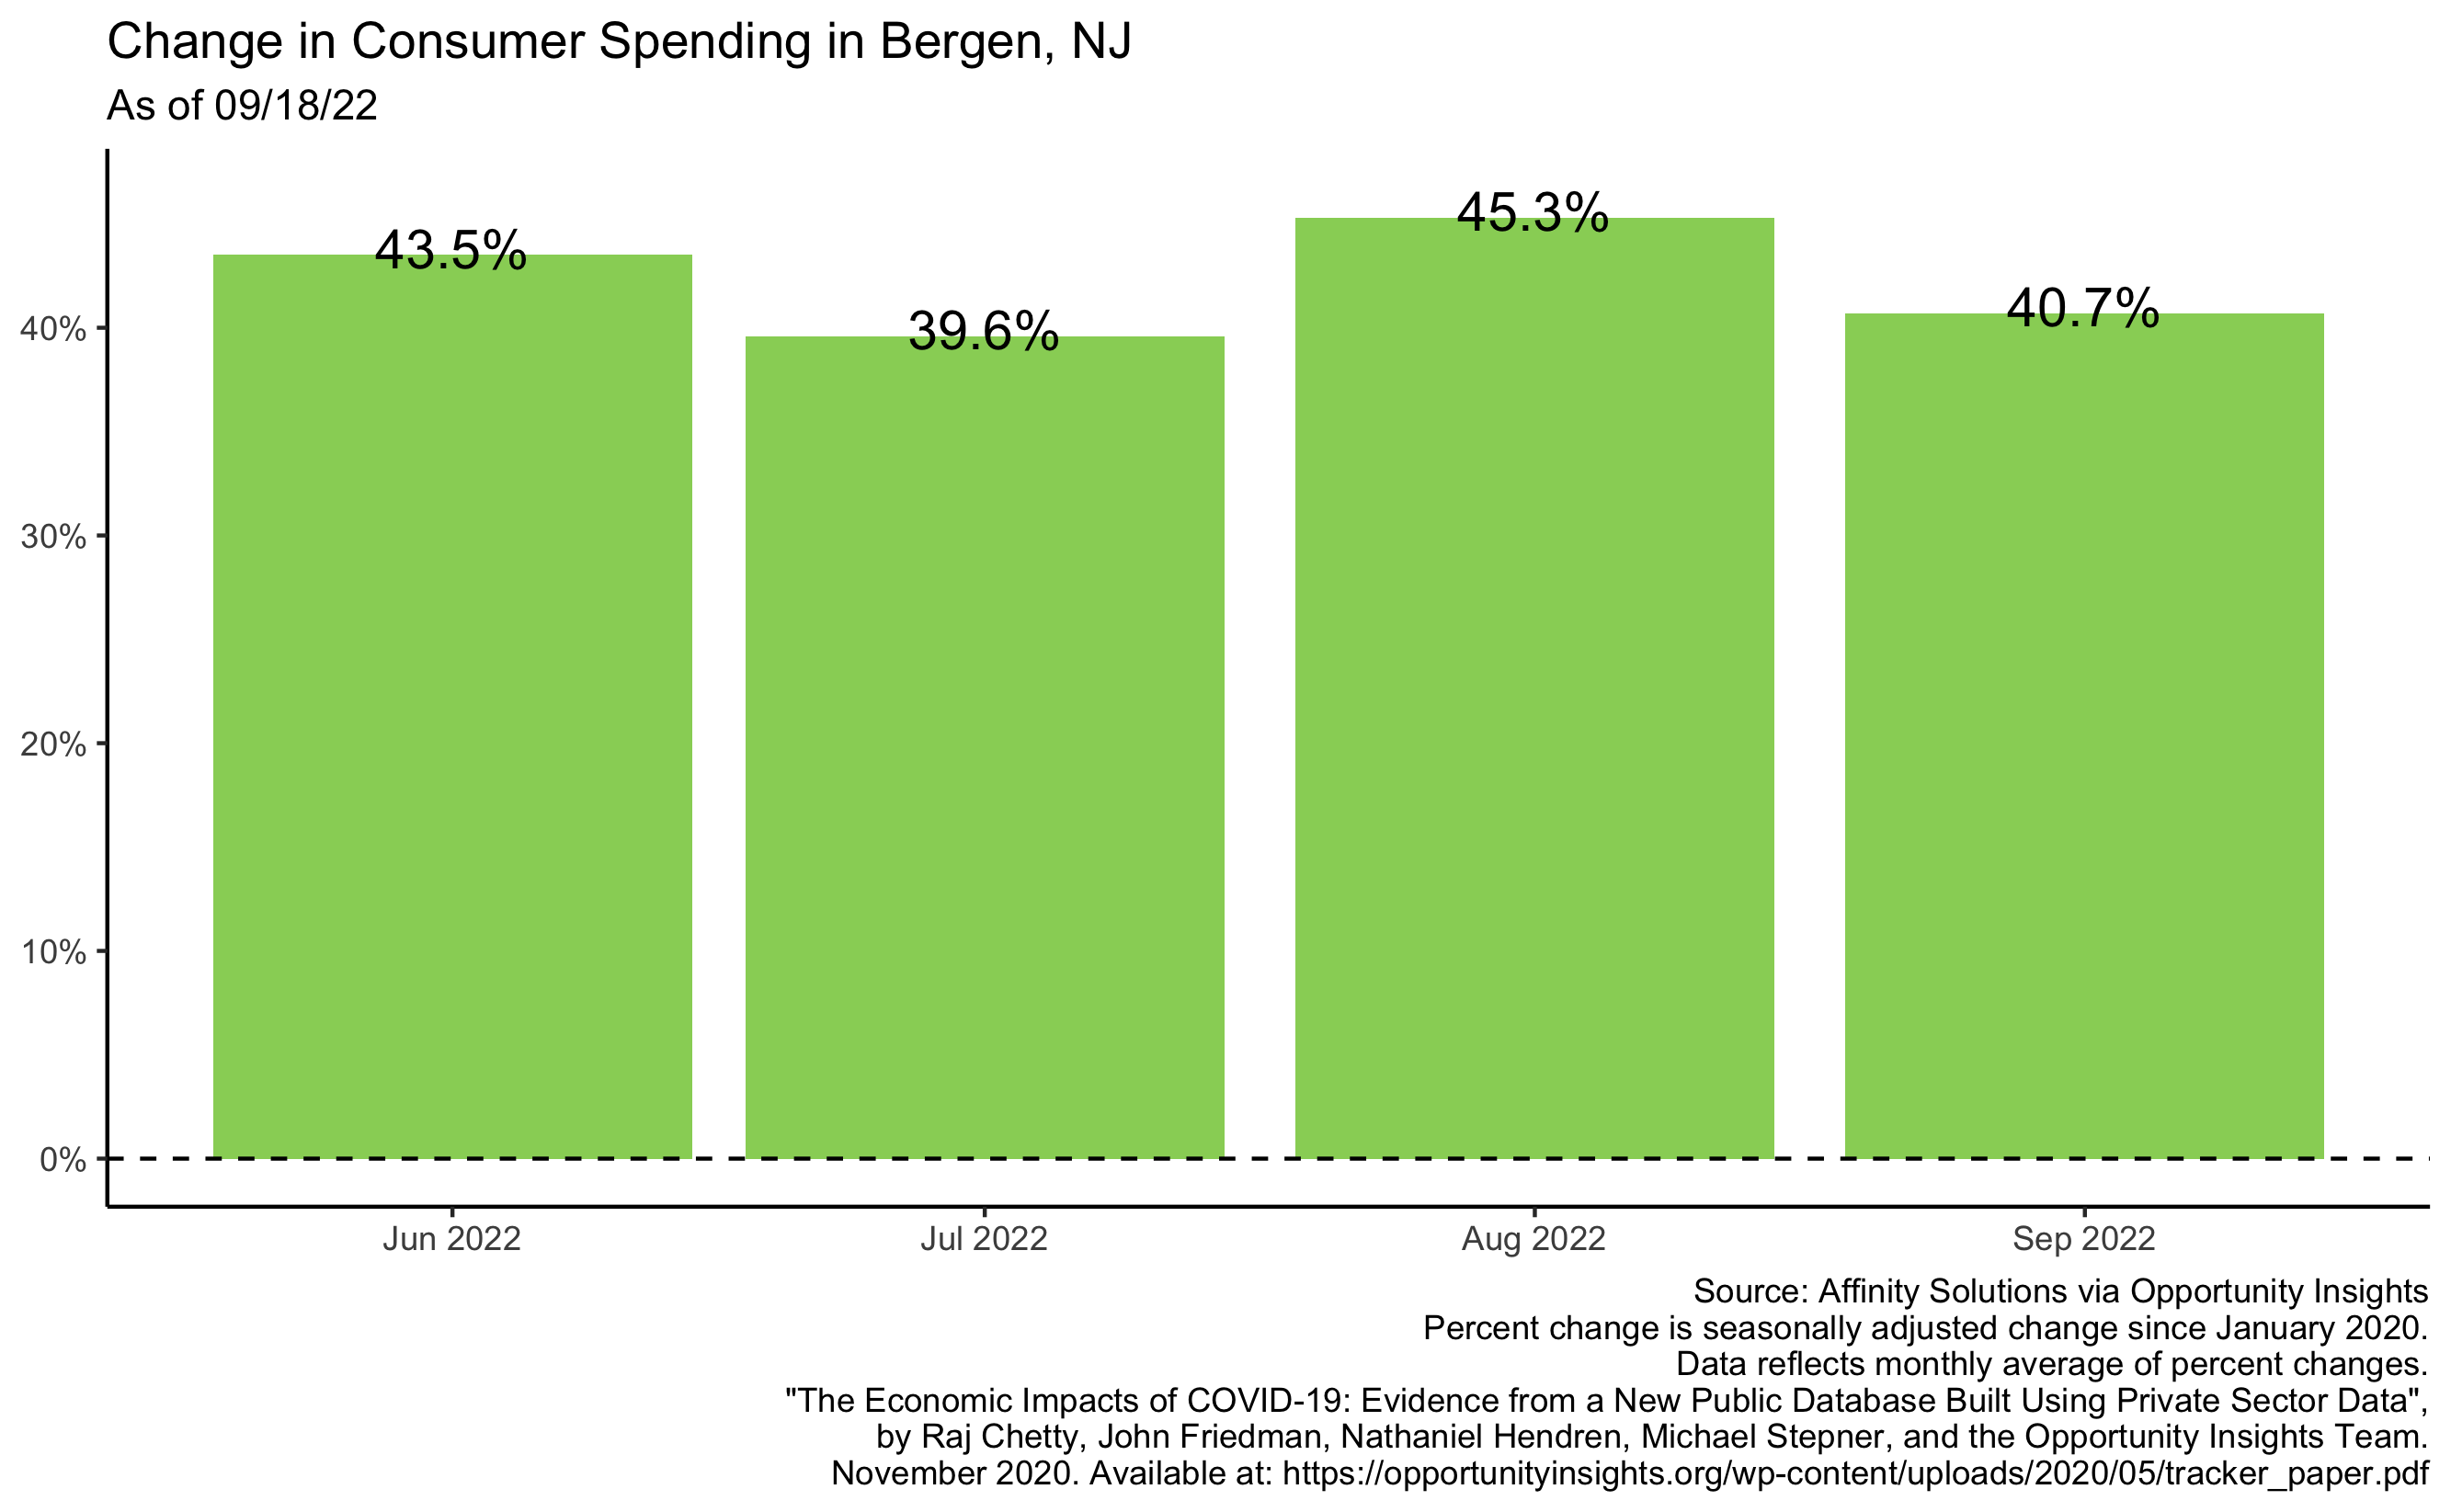 Change in Consumer Spending in Bergen, NJ
As of 09/18/22
43.5%
39.6%
45.3%
40.7%
40%
30%
20%
10%
0%
Jun 2022
Jul 2022
Aug 2022
Sep 2022
Source: Affinity Solutions via Opportunity Insights
Percent change is seasonally adjusted change since January 2020.
Data reflects monthly average of percent changes.
"The Economic Impacts of COVID-19: Evidence from a New Public Database Built Using Private Sector Data",
by Raj Chetty, John Friedman, Nathaniel Hendren, Michael Stepner, and the Opportunity Insights Team.
November 2020. Available at: https://opportunityinsights.org/wp-content/uploads/2020/05/tracker_paper.pdf